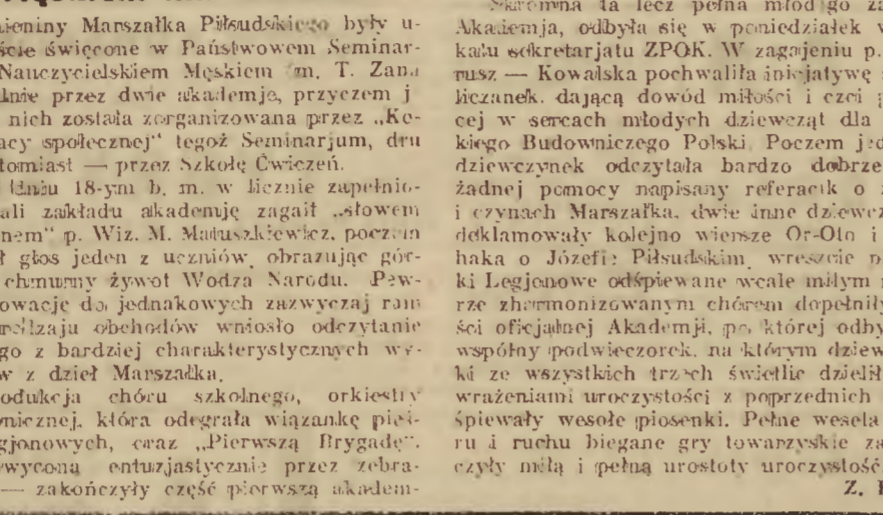 ieniny Marszałka Piłsudskiego były u-
ście święcone w Państwowem Seminar-
Nauczycielskiem Męskiem im. T. Zana
lnie przez dwie akademje, przyczem j
nich została zorganizowana przez „Ko-
acy społecznej" tegoż Seminarjum, dru
tomiast — przez Szkołę Ćwiczeń.
dniu 18-ym b. m. w licznie zapełnio-
ali zakładu akademję zagaił „słowem
nem" p. Wiz. M. Matuszkiewicz, poczem
ł głos jeden z uczniów, obrazując gór-
chmurny żywot Wodza Narodu. Pew-
owacje do jednakowych zazwyczaj ram
rodzaju obchodów wniosło odczytanie
go z bardziej charakterystycznych wy-
w z dzieł Marszałka.
odukcja chóru szkolnego, orkiestry
onicznej, która odegrała wiązankę pieś-
gjonowych, oraz „Pierwszą Brygadę".
wyconą entuzjastycznie przez zebra-
— zakończyły część pierwszą akadem-
Skromna ta lecz pełna młod go za
Akademja, odbyła się w poniedziałek w
kalu sekretarjatu ZPOK. W zagajeniu p.
rusz — Kowalska pochwaliła inicjatywę
liczanek, dającą dowód miłości i czci
cej w sercach młodych dziewcząt dla
kiego Budowniczego Polski. Poczem jed
dziewczynek odczytała bardzo dobrze
żadnej pomocy napisany referacik o
i czynach Marszałka, dwie inne dziewcz
deklamowały kolejno wiersze Or-Ota i
haka o Józefie Piłsudskim, wreszcie p
ki Legjonowe odśpiewane wcale miłym
rze zharmonizowanym chórem dopełniły
ści oficjalnej Akademji, po której odby
wspólny podwieczorek, na którym dziew
ki ze wszystkich trzech świetlic dzielił
wrażeniami uroczystości z poprzednich
śpiewały wesołe piosenki. Pełne wesela
ru i ruchu biegane gry towarzyskie za
czyły miłą i pełną urostoty uroczystość
Z.